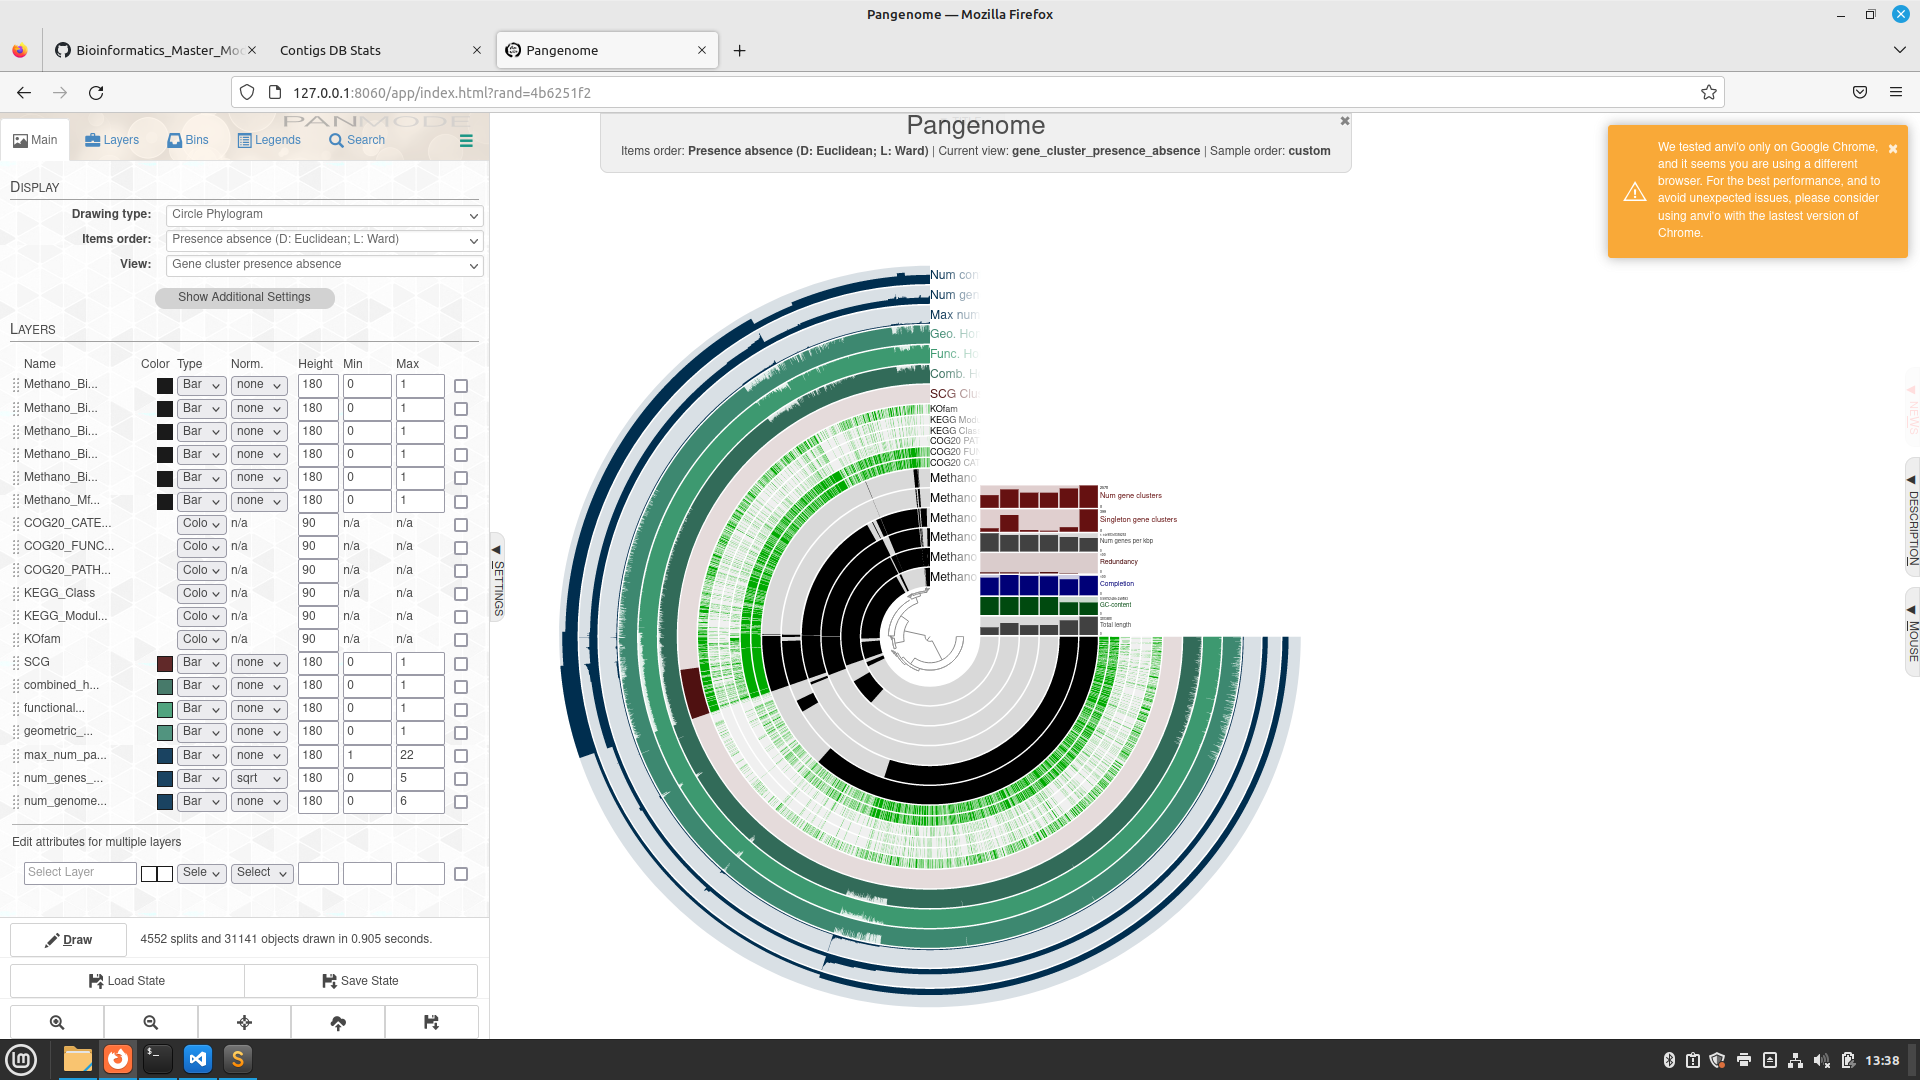 Pangenome — Mozilla Firefox
Bioinformatics_Master_Mod
Contigs DB Stats
Pangenome
127.0.0.1:8060/app/index.html?rand=4b6251f2
PANMODE
Main
Layers
Bins
Legends
Search
DISPLAY
Drawing type: Circle Phylogram
Items order: Presence absence (D: Euclidean; L: Ward)
View: Gene cluster presence absence
Show Additional Settings
LAYERS
Name Color Type Norm. Height Min Max
Methano_Bi... Bar none 180 0 1
Methano_Bi... Bar none 180 0 1
Methano_Bi... Bar none 180 0 1
Methano_Bi... Bar none 180 0 1
Methano_Bi... Bar none 180 0 1
Methano_Mf... Bar none 180 0 1
COG20_CATE... Colo n/a 90 n/a n/a
COG20_FUNC... Colo n/a 90 n/a n/a
COG20_PATH... Colo n/a 90 n/a n/a
KEGG_Class Colo n/a 90 n/a n/a
KEGG_Modul... Colo n/a 90 n/a n/a
KOfam Colo n/a 90 n/a n/a
SCG Bar none 180 0 1
combined_h... Bar none 180 0 1
functional... Bar none 180 0 1
geometric_... Bar none 180 0 1
max_num_pa... Bar none 180 1 22
num_genes_... Bar sqrt 180 0 5
num_genome... Bar none 180 0 6
Edit attributes for multiple layers
Select Layer Sele Select
Draw 4552 splits and 31141 objects drawn in 0.905 seconds.
Load State
Save State
SETTINGS
Pangenome
Items order: Presence absence (D: Euclidean; L: Ward) | Current view: gene_cluster_presence_absence | Sample order: custom
Num con
Num gen
Max num
Geo. Hor
Func. Ho
Comb. H
SCG Clu
KOfam
KEGG Mod
KEGG Clas
COG20 PAT
COG20 FUN
COG20 CAT
Methano
Methano
Methano
Methano
Methano
Methano
Num gene clusters
Singleton gene clusters
Num genes per kbp
Redundancy
Completion
GC-content
Total length
We tested anvi'o only on Google Chrome,
and it seems you are using a different
browser. For the best performance, and to
avoid unexpected issues, please consider
using anvi'o with the lastest version of
Chrome.
NEWS
DESCRIPTION
MOUSE
13:38